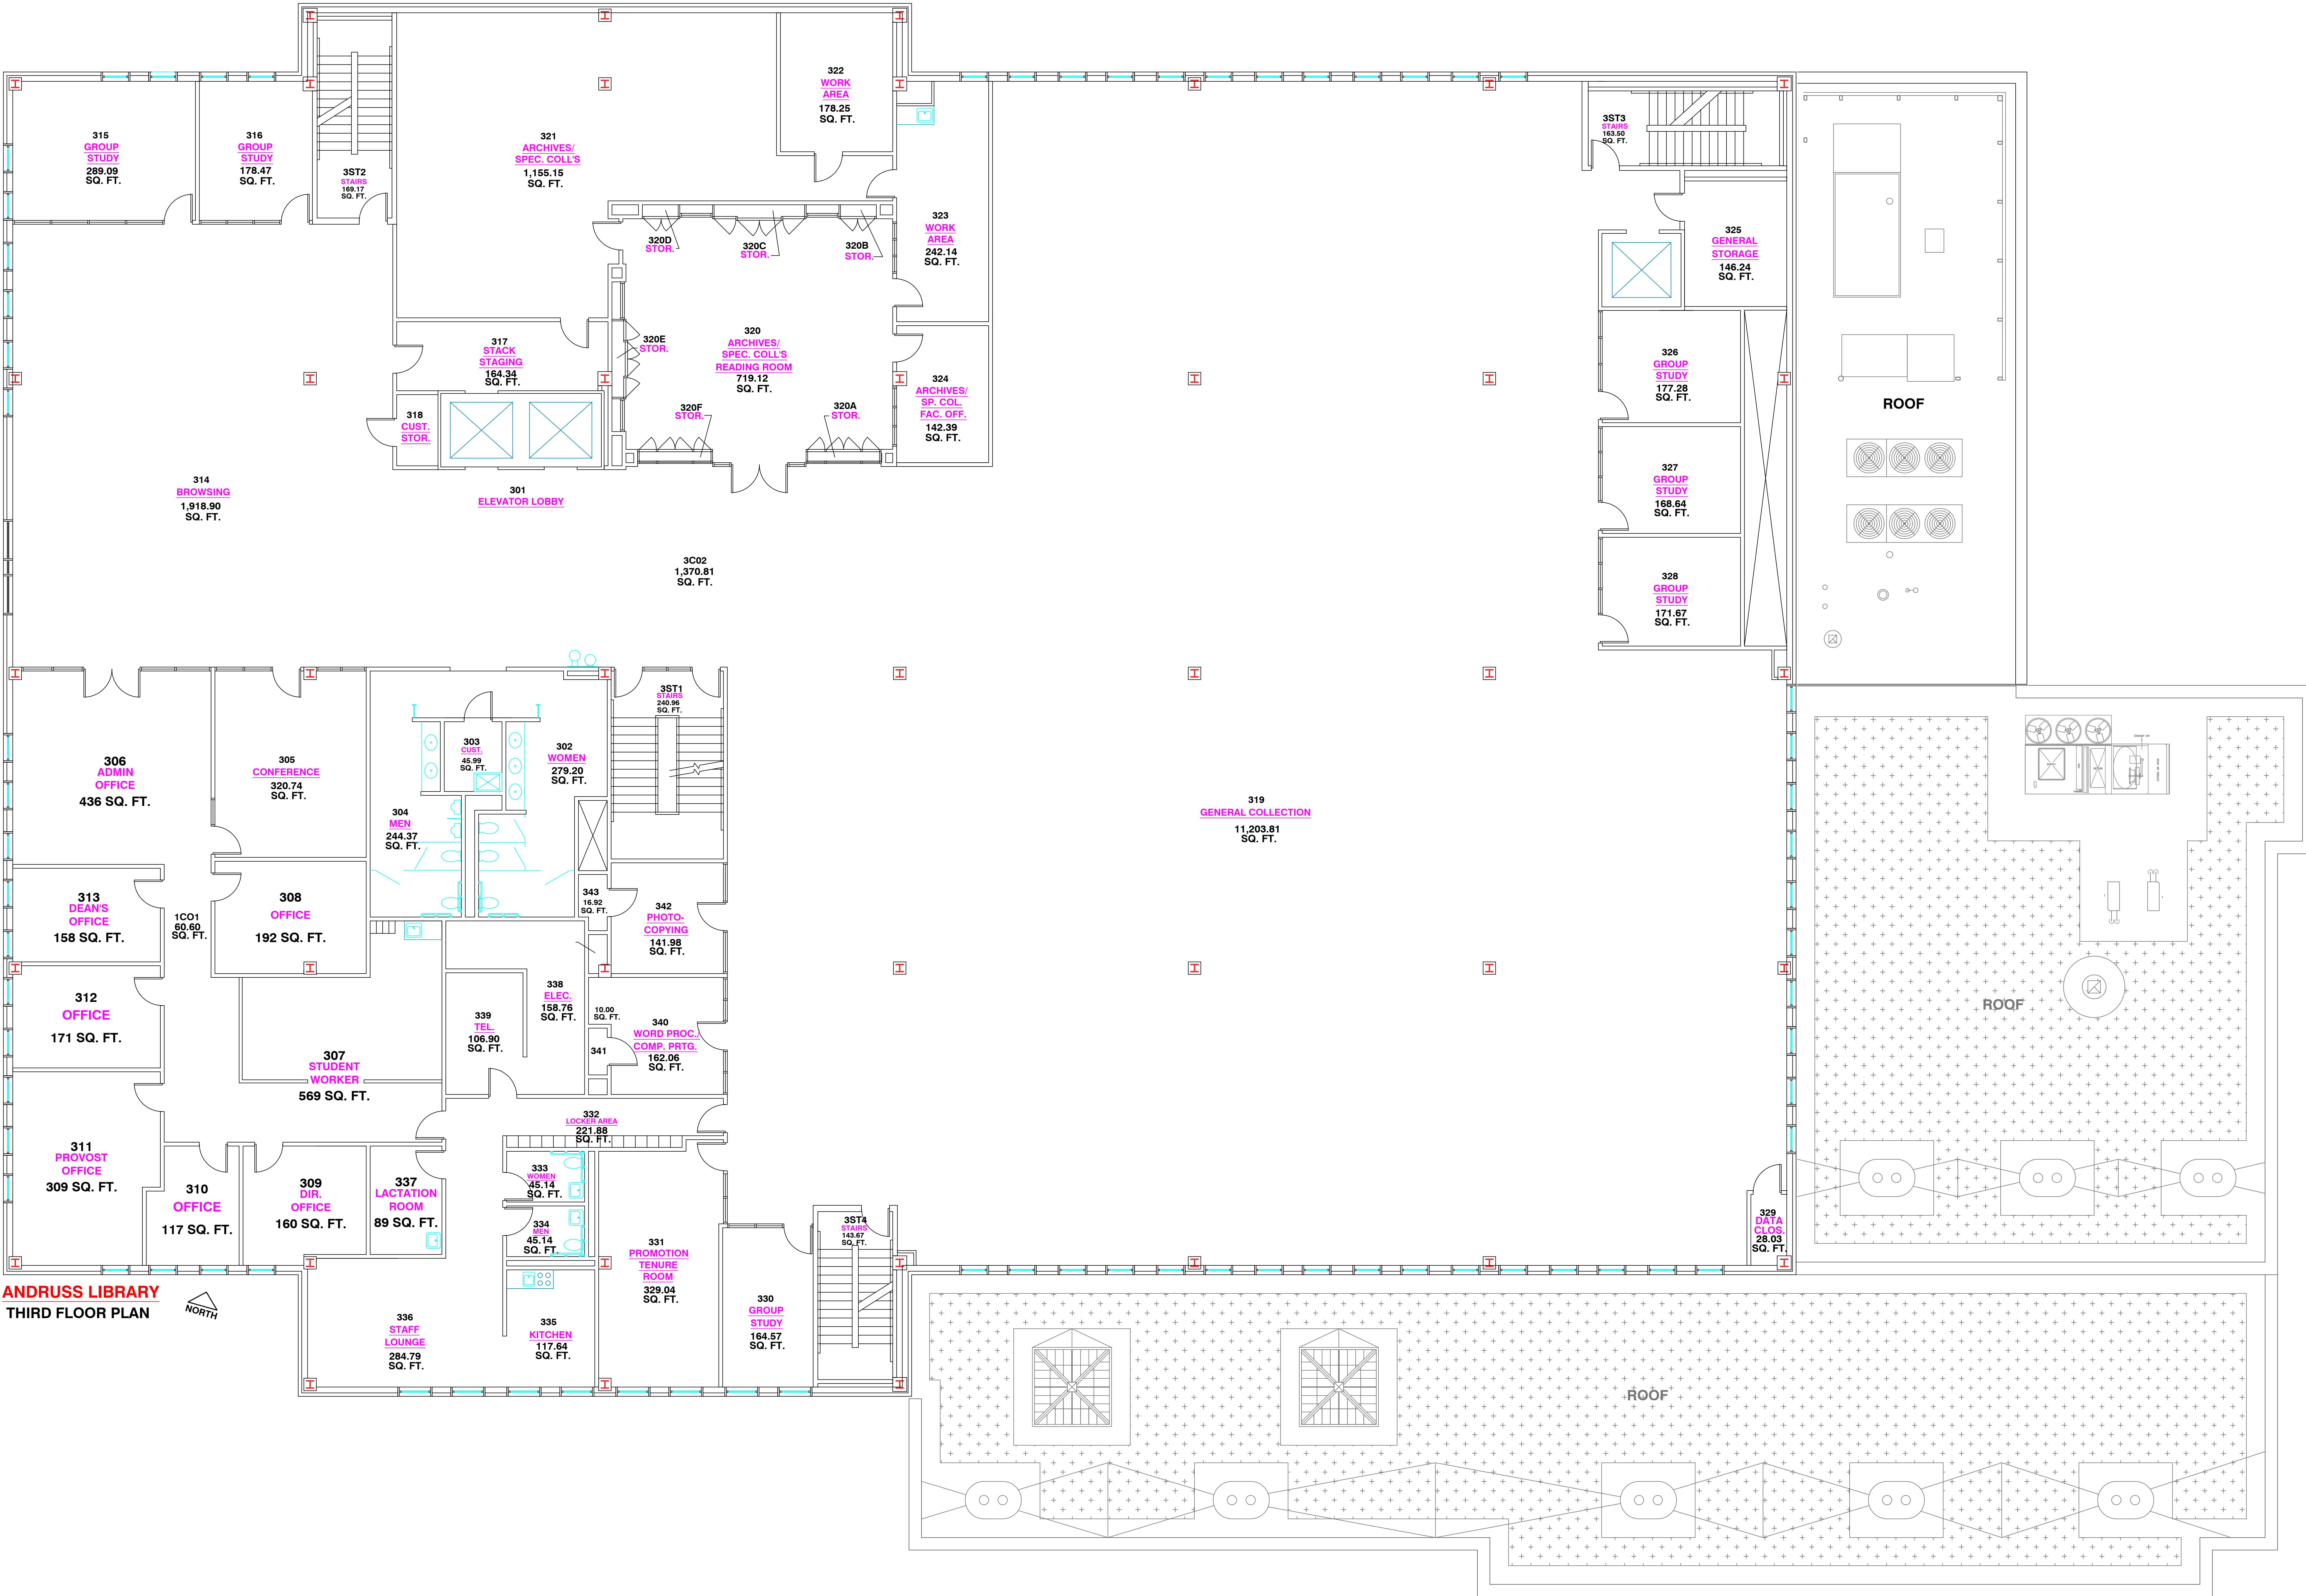 315
GROUP
STUDY
289.09
SQ. FT.
316
GROUP
STUDY
178.47
SQ. FT.
3ST2
STAIRS
169.17
SQ. FT.
321
ARCHIVES/
SPEC. COLL'S
1,155.15
SQ. FT.
322
WORK
AREA
178.25
SQ. FT.
3ST3
STAIRS
163.50
SQ. FT.
320D
STOR.
320C
STOR.
320B
STOR.
323
WORK
AREA
242.14
SQ. FT.
325
GENERAL
STORAGE
146.24
SQ. FT.
317
STACK
STAGING
164.34
SQ. FT.
320E
STOR.
320
ARCHIVES/
SPEC. COLL'S
READING ROOM
719.12
SQ. FT.
324
ARCHIVES/
SP. COL.
FAC. OFF.
142.39
SQ. FT.
326
GROUP
STUDY
177.28
SQ. FT.
ROOF
318
CUST.
STOR.
320F
STOR.
320A
STOR.
314
BROWSING
1,918.90
SQ. FT.
301
ELEVATOR LOBBY
327
GROUP
STUDY
168.64
SQ. FT.
3C02
1,370.81
SQ. FT.
328
GROUP
STUDY
171.67
SQ. FT.
306
ADMIN
OFFICE
436 SQ. FT.
305
CONFERENCE
320.74
SQ. FT.
303
CUST.
45.99
SQ. FT.
302
WOMEN
279.20
SQ. FT.
3ST1
STAIRS
240.96
SQ. FT.
304
MEN
244.37
SQ. FT.
319
GENERAL COLLECTION
11,203.81
SQ. FT.
313
DEAN'S
OFFICE
158 SQ. FT.
1CO1
60.60
SQ. FT.
308
OFFICE
192 SQ. FT.
343
16.92
SQ. FT.
342
PHOTO-
COPYING
141.98
SQ. FT.
312
OFFICE
171 SQ. FT.
339
TEL.
106.90
SQ. FT.
338
ELEC.
158.76
SQ. FT.
10.00
SQ. FT.
341
340
WORD PROC./
COMP. PRTG.
162.06
SQ. FT.
ROOF
307
STUDENT
WORKER
569 SQ. FT.
332
LOCKER AREA
221.88
SQ. FT.
311
PROVOST
OFFICE
309 SQ. FT.
310
OFFICE
117 SQ. FT.
309
DIR.
OFFICE
160 SQ. FT.
337
LACTATION
ROOM
89 SQ. FT.
333
WOMEN
45.14
SQ. FT.
334
MEN
45.14
SQ. FT.
331
PROMOTION
TENURE
ROOM
329.04
SQ. FT.
3ST4
STAIRS
143.67
SQ. FT.
329
DATA
CLOS.
28.03
SQ. FT.
ANDRUSS LIBRARY
THIRD FLOOR PLAN
NORTH
336
STAFF
LOUNGE
284.79
SQ. FT.
335
KITCHEN
117.64
SQ. FT.
330
GROUP
STUDY
164.57
SQ. FT.
ROOF